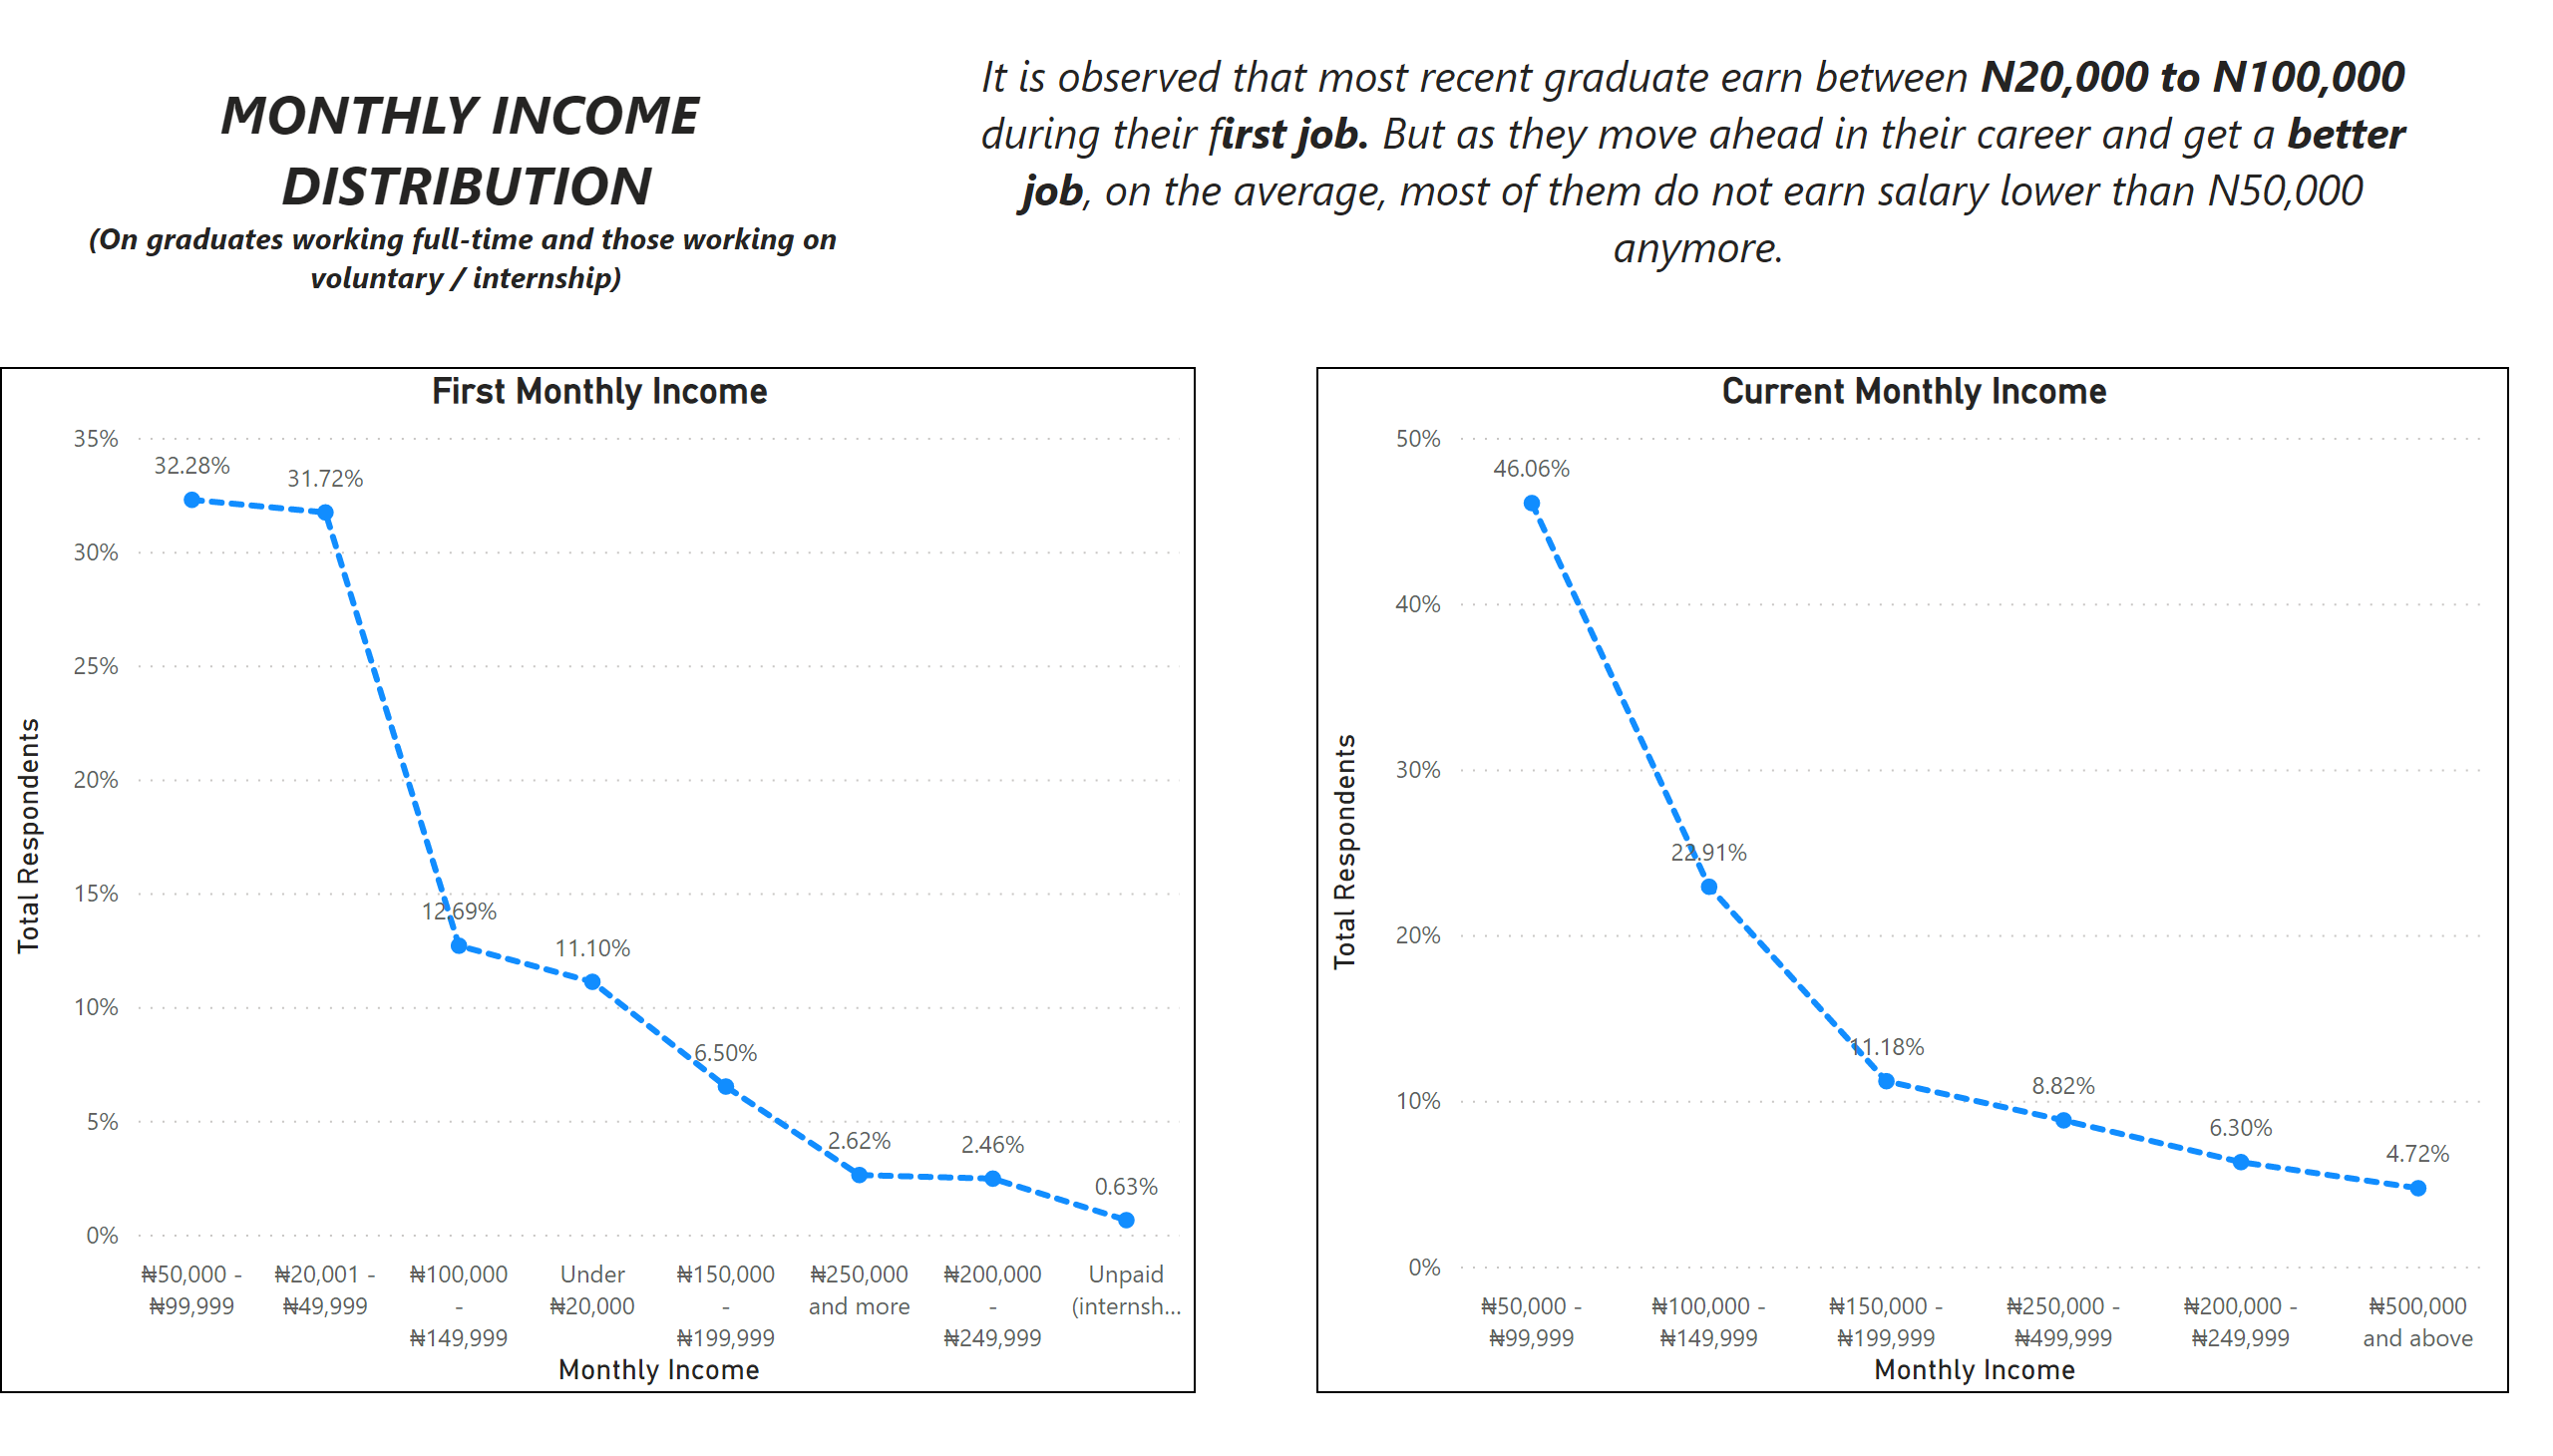 MONTHLY INCOME
DISTRIBUTION
(On graduates working full-time and those working on
voluntary / internship)
It is observed that most recent graduate earn between N20,000 to N100,000
during their first job. But as they move ahead in their career and get a better
job, on the average, most of them do not earn salary lower than N50,000
anymore.
First Monthly Income
Total Respondents
35%
30%
25%
20%
15%
10%
5%
0%
32.28%
31.72%
12.69%
11.10%
6.50%
2.62%
2.46%
0.63%
₦50,000 -
₦99,999
₦20,001 -
₦49,999
₦100,000
-
₦149,999
Under
₦20,000
₦150,000
-
₦199,999
₦250,000
and more
₦200,000
-
₦249,999
Unpaid
(internsh...
Monthly Income
Current Monthly Income
Total Respondents
50%
40%
30%
20%
10%
0%
46.06%
22.91%
11.18%
8.82%
6.30%
4.72%
₦50,000 -
₦99,999
₦100,000 -
₦149,999
₦150,000 -
₦199,999
₦250,000 -
₦499,999
₦200,000 -
₦249,999
₦500,000
and above
Monthly Income